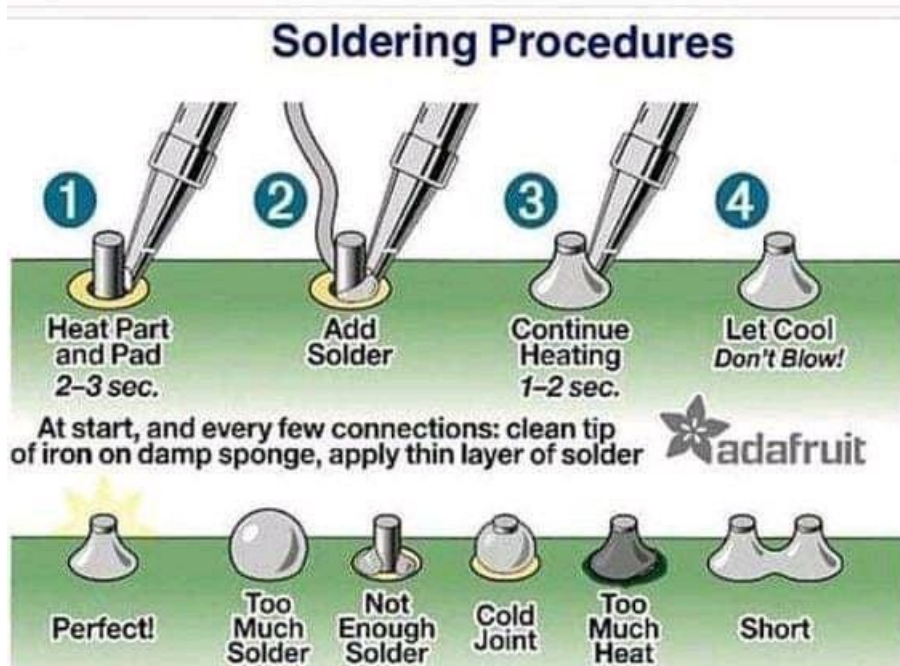 Soldering Procedures
1
2
3
4
Heat Part
and Pad
2–3 sec.
Add
Solder
Continue
Heating
1–2 sec.
Let Cool
Don't Blow!
At start, and every few connections: clean tip
of iron on damp sponge, apply thin layer of solder
adafruit
Perfect!
Too
Much
Solder
Not
Enough
Solder
Cold
Joint
Too
Much
Heat
Short